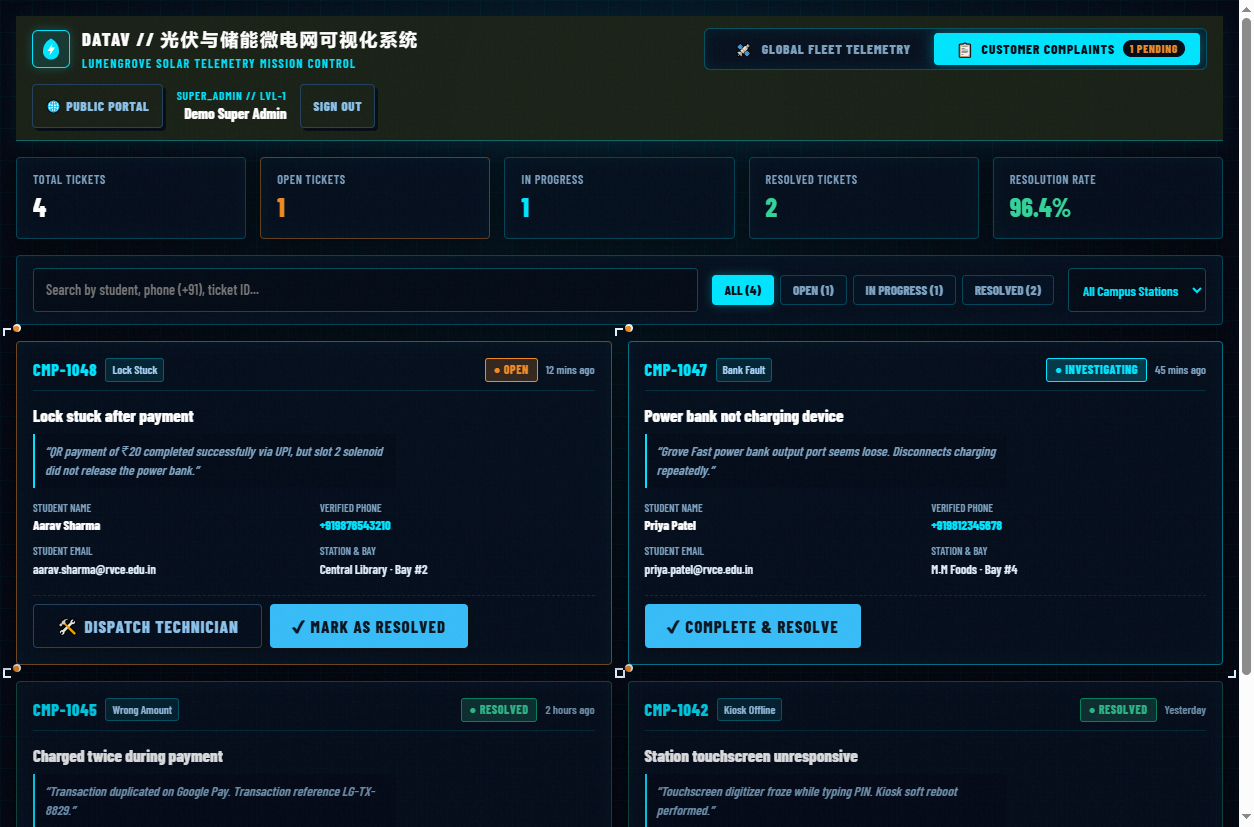 DATAV // 光伏与储能微电网可视化系统
LUMENGROVE SOLAR TELEMETRY MISSION CONTROL
GLOBAL FLEET TELEMETRY
CUSTOMER COMPLAINTS 1 PENDING
PUBLIC PORTAL
SUPER_ADMIN // LVL-1
Demo Super Admin
SIGN OUT
TOTAL TICKETS
4
OPEN TICKETS
1
IN PROGRESS
1
RESOLVED TICKETS
2
RESOLUTION RATE
96.4%
Search by student, phone (+91), ticket ID...
ALL (4)
OPEN (1)
IN PROGRESS (1)
RESOLVED (2)
All Campus Stations
CMP-1048 Lock Stuck
● OPEN 12 mins ago
Lock stuck after payment
"QR payment of ₹20 completed successfully via UPI, but slot 2 solenoid
did not release the power bank."
STUDENT NAME
Aarav Sharma
VERIFIED PHONE
+919876543210
STUDENT EMAIL
aarav.sharma@rvce.edu.in
STATION & BAY
Central Library · Bay #2
🛠 DISPATCH TECHNICIAN
✓ MARK AS RESOLVED
CMP-1047 Bank Fault
● INVESTIGATING 45 mins ago
Power bank not charging device
"Grove Fast power bank output port seems loose. Disconnects charging
repeatedly."
STUDENT NAME
Priya Patel
VERIFIED PHONE
+919812345678
STUDENT EMAIL
priya.patel@rvce.edu.in
STATION & BAY
M.M Foods · Bay #4
✓ COMPLETE & RESOLVE
CMP-1045 Wrong Amount
● RESOLVED 2 hours ago
Charged twice during payment
"Transaction duplicated on Google Pay. Transaction reference LG-TX-
8829."
CMP-1042 Kiosk Offline
● RESOLVED Yesterday
Station touchscreen unresponsive
"Touchscreen digitizer froze while typing PIN. Kiosk soft reboot
performed."